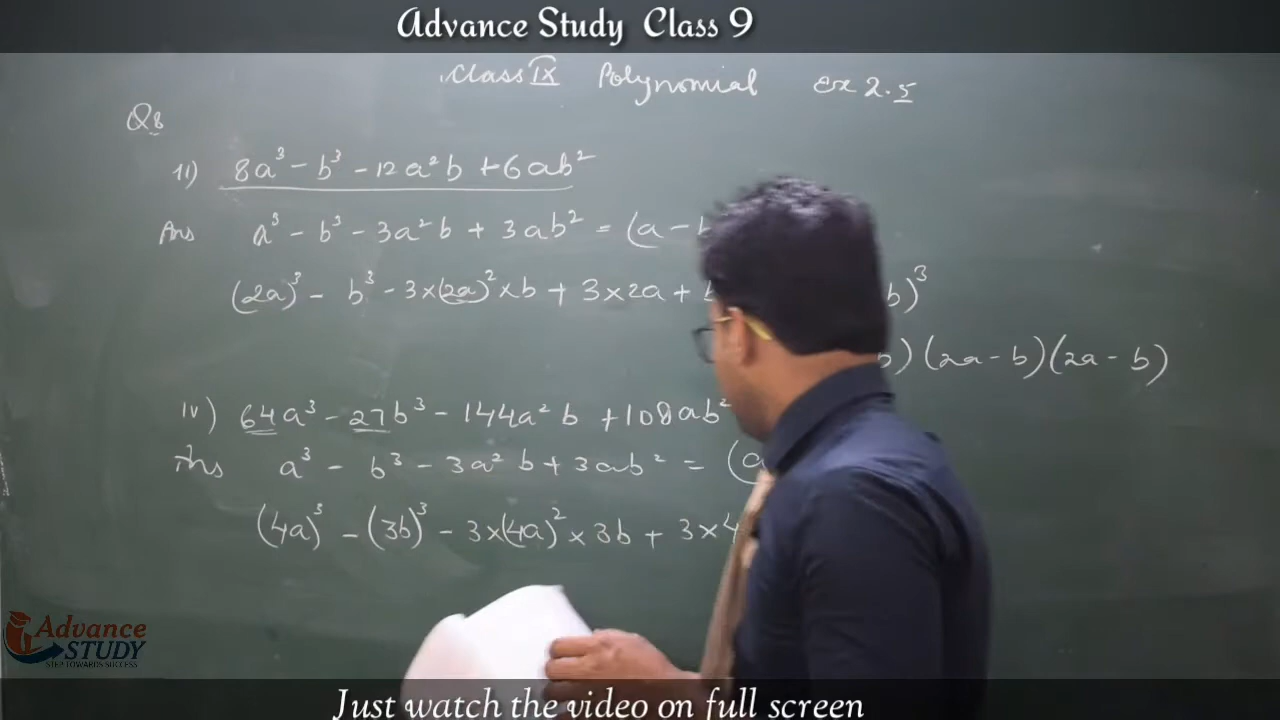 Advance Study Class 9
Class IX Polynomial ex 2.5
Q8
11) 8a³ - b³ - 12a²b + 6ab²
Ans a³ - b³ - 3a²b + 3ab² = (a - b
(2a)³ - b³ - 3×(2a)²×b + 3×2a+ b)³
b) (2a - b)(2a - b)
iv) 64a³ - 27b³ - 144a²b + 108ab²
Ans a³ - b³ - 3a²b + 3ab² = (a
(4a)³ - (3b)³ - 3×(4a)²×3b + 3×4
Advance
STUDY
STEP TOWARDS SUCCESS
Just watch the video on full screen